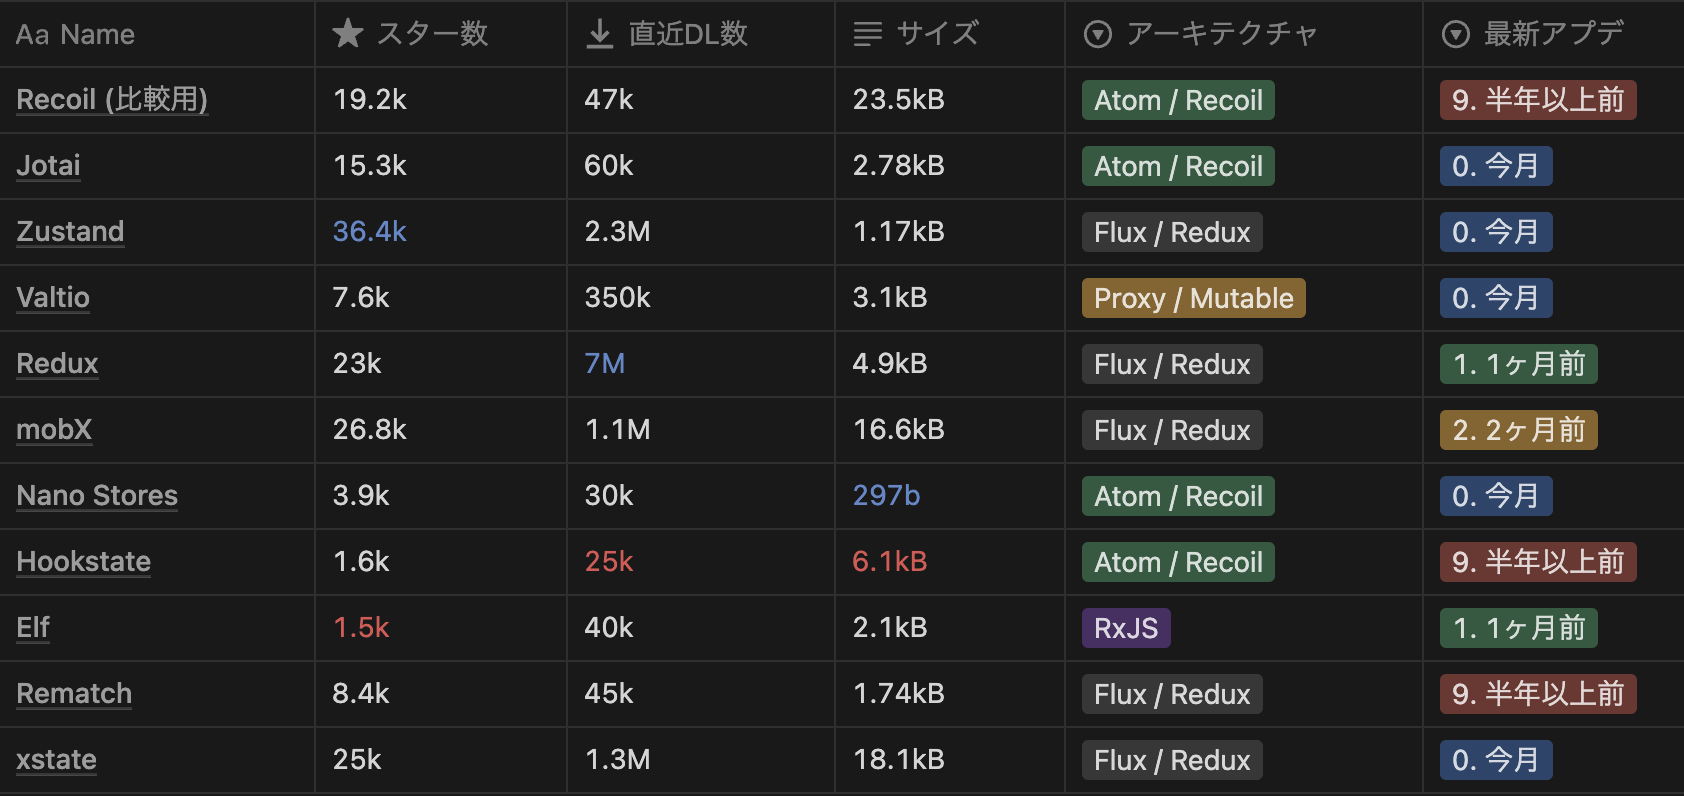 Aa Name スター数 直近DL数 サイズ アーキテクチャ 最新アプデ
Recoil (比較用) 19.2k 47k 23.5kB Atom / Recoil 9. 半年以上前
Jotai 15.3k 60k 2.78kB Atom / Recoil 0. 今月
Zustand 36.4k 2.3M 1.17kB Flux / Redux 0. 今月
Valtio 7.6k 350k 3.1kB Proxy / Mutable 0. 今月
Redux 23k 7M 4.9kB Flux / Redux 1. 1ヶ月前
mobX 26.8k 1.1M 16.6kB Flux / Redux 2. 2ヶ月前
Nano Stores 3.9k 30k 297b Atom / Recoil 0. 今月
Hookstate 1.6k 25k 6.1kB Atom / Recoil 9. 半年以上前
Elf 1.5k 40k 2.1kB RxJS 1. 1ヶ月前
Rematch 8.4k 45k 1.74kB Flux / Redux 9. 半年以上前
xstate 25k 1.3M 18.1kB Flux / Redux 0. 今月